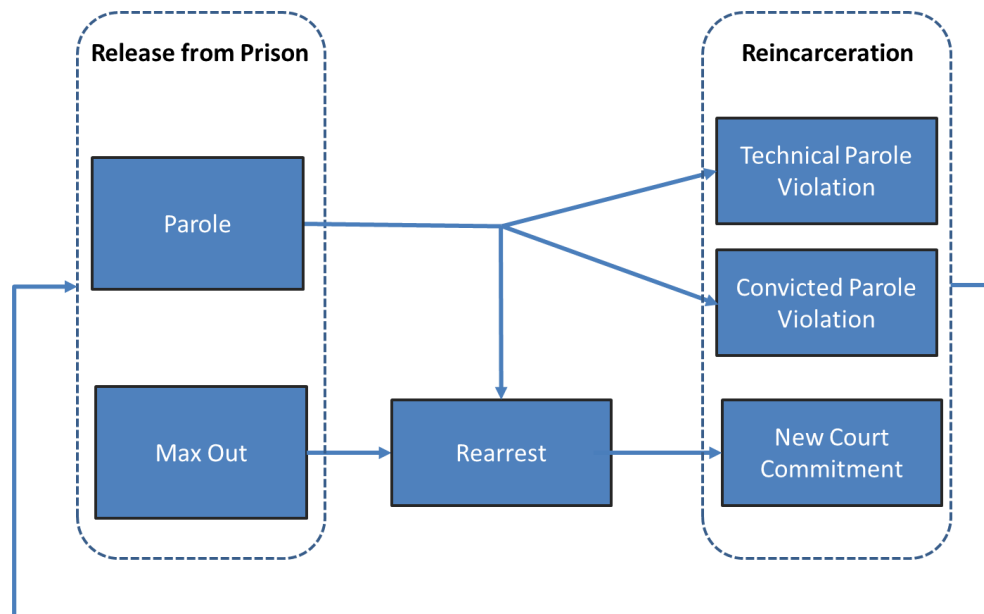 Release from Prison
Reincarceration
Technical Parole
Violation
Parole
Convicted Parole
Violation
Max Out
Rearrest
New Court
Commitment